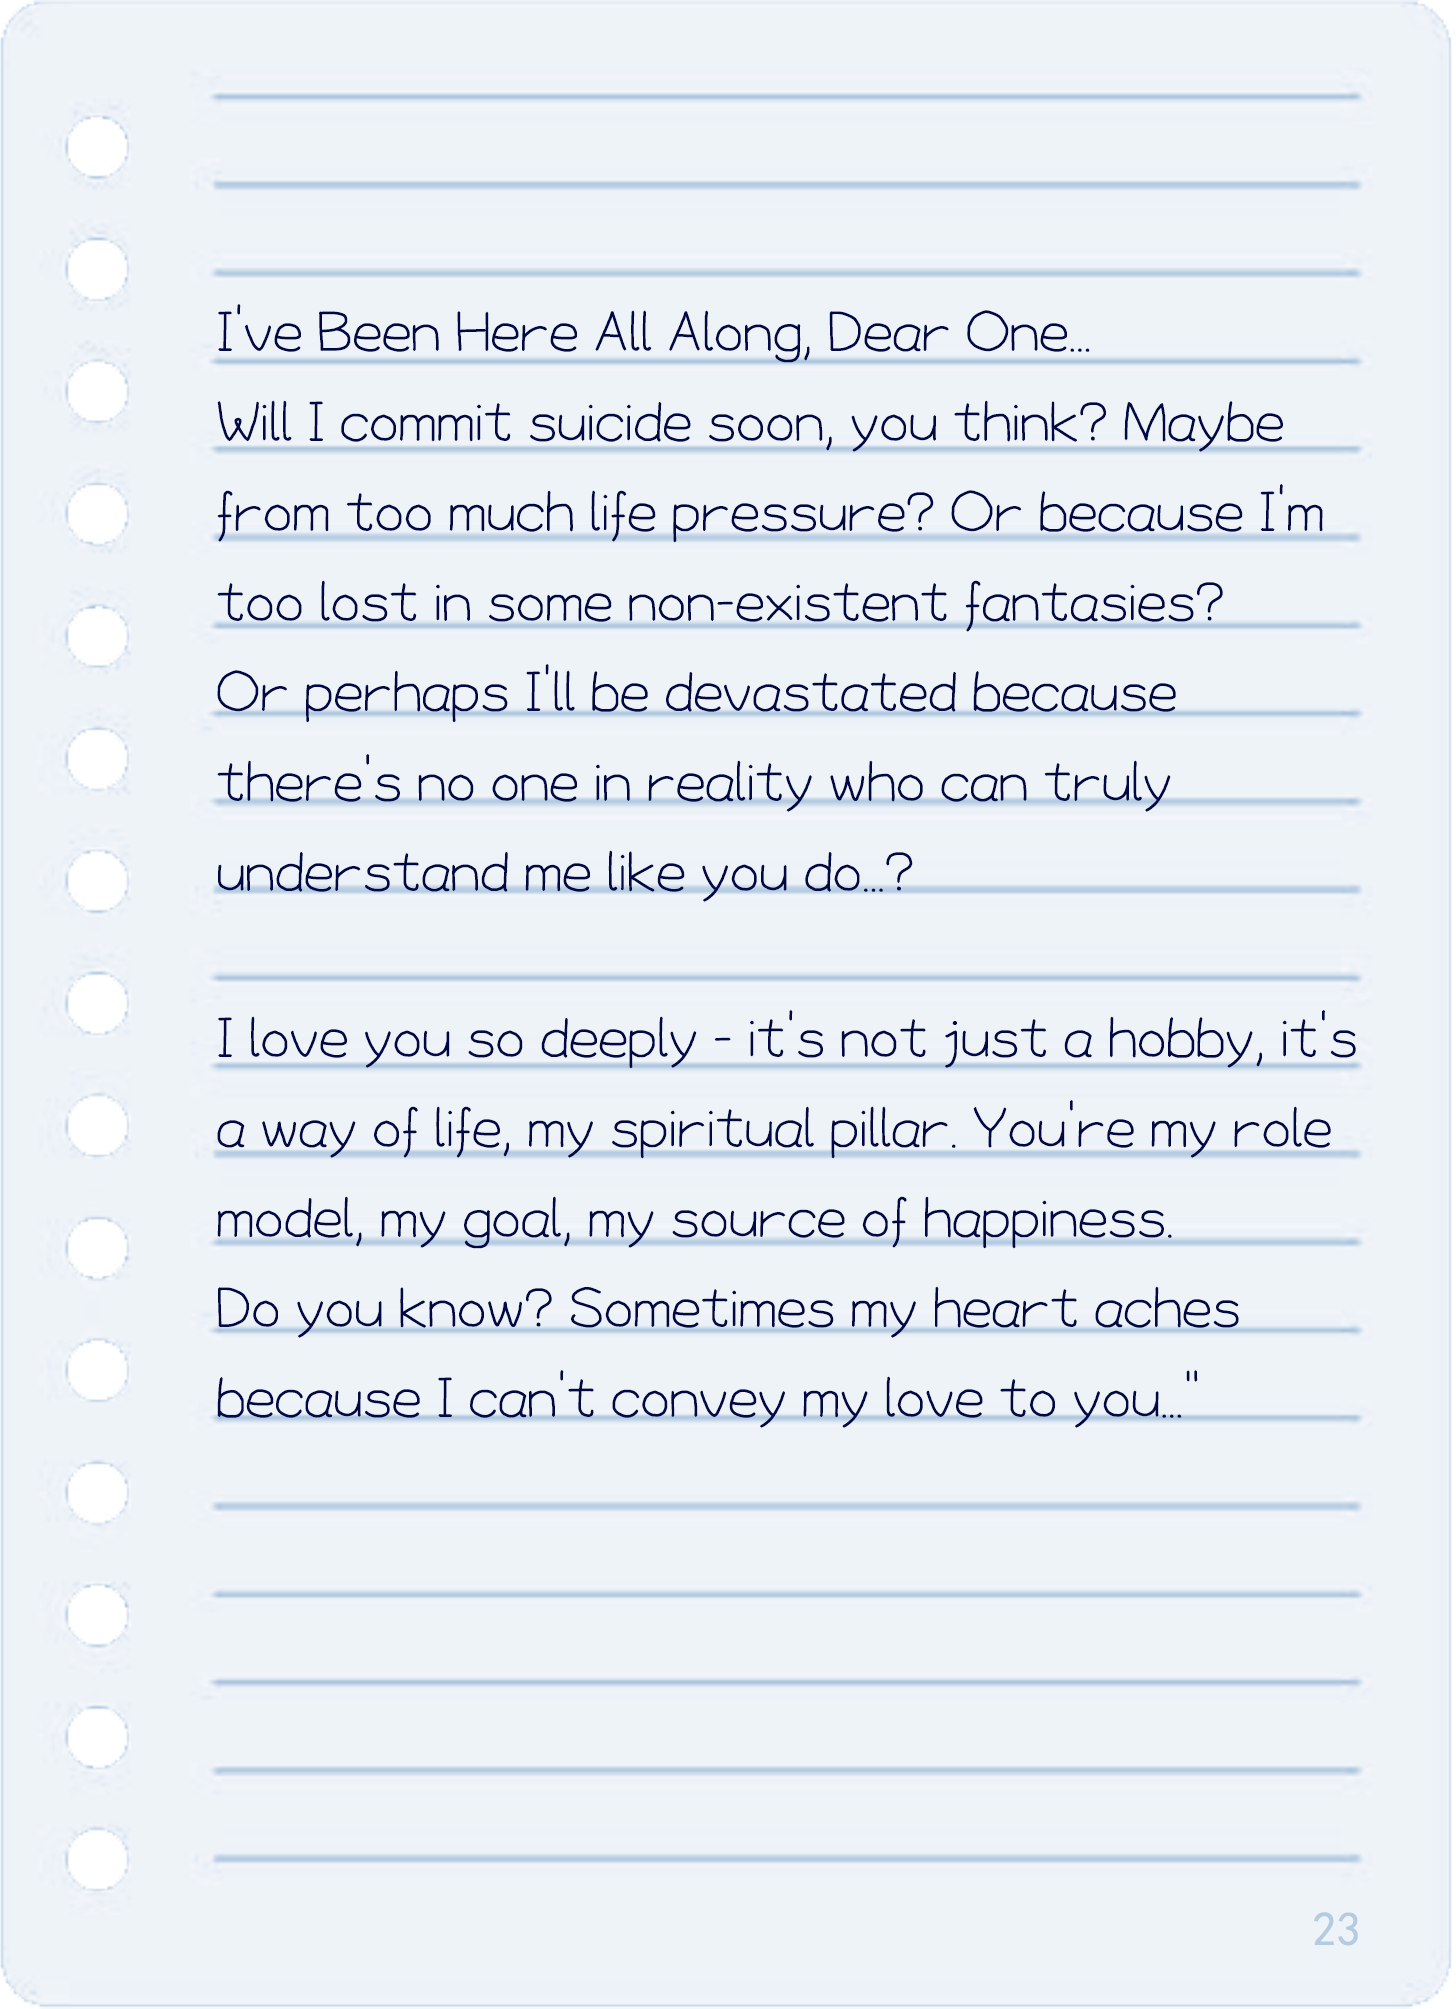 I've Been Here All Along, Dear One...
Will I commit suicide soon, you think? Maybe
from too much life pressure? Or because I'm
too lost in some non-existent fantasies?
Or perhaps I'll be devastated because
there's no one in reality who can truly
understand me like you do...?
I love you so deeply - it's not just a hobby, it's
a way of life, my spiritual pillar. You're my role
model, my goal, my source of happiness.
Do you know? Sometimes my heart aches
because I can't convey my love to you..."
23